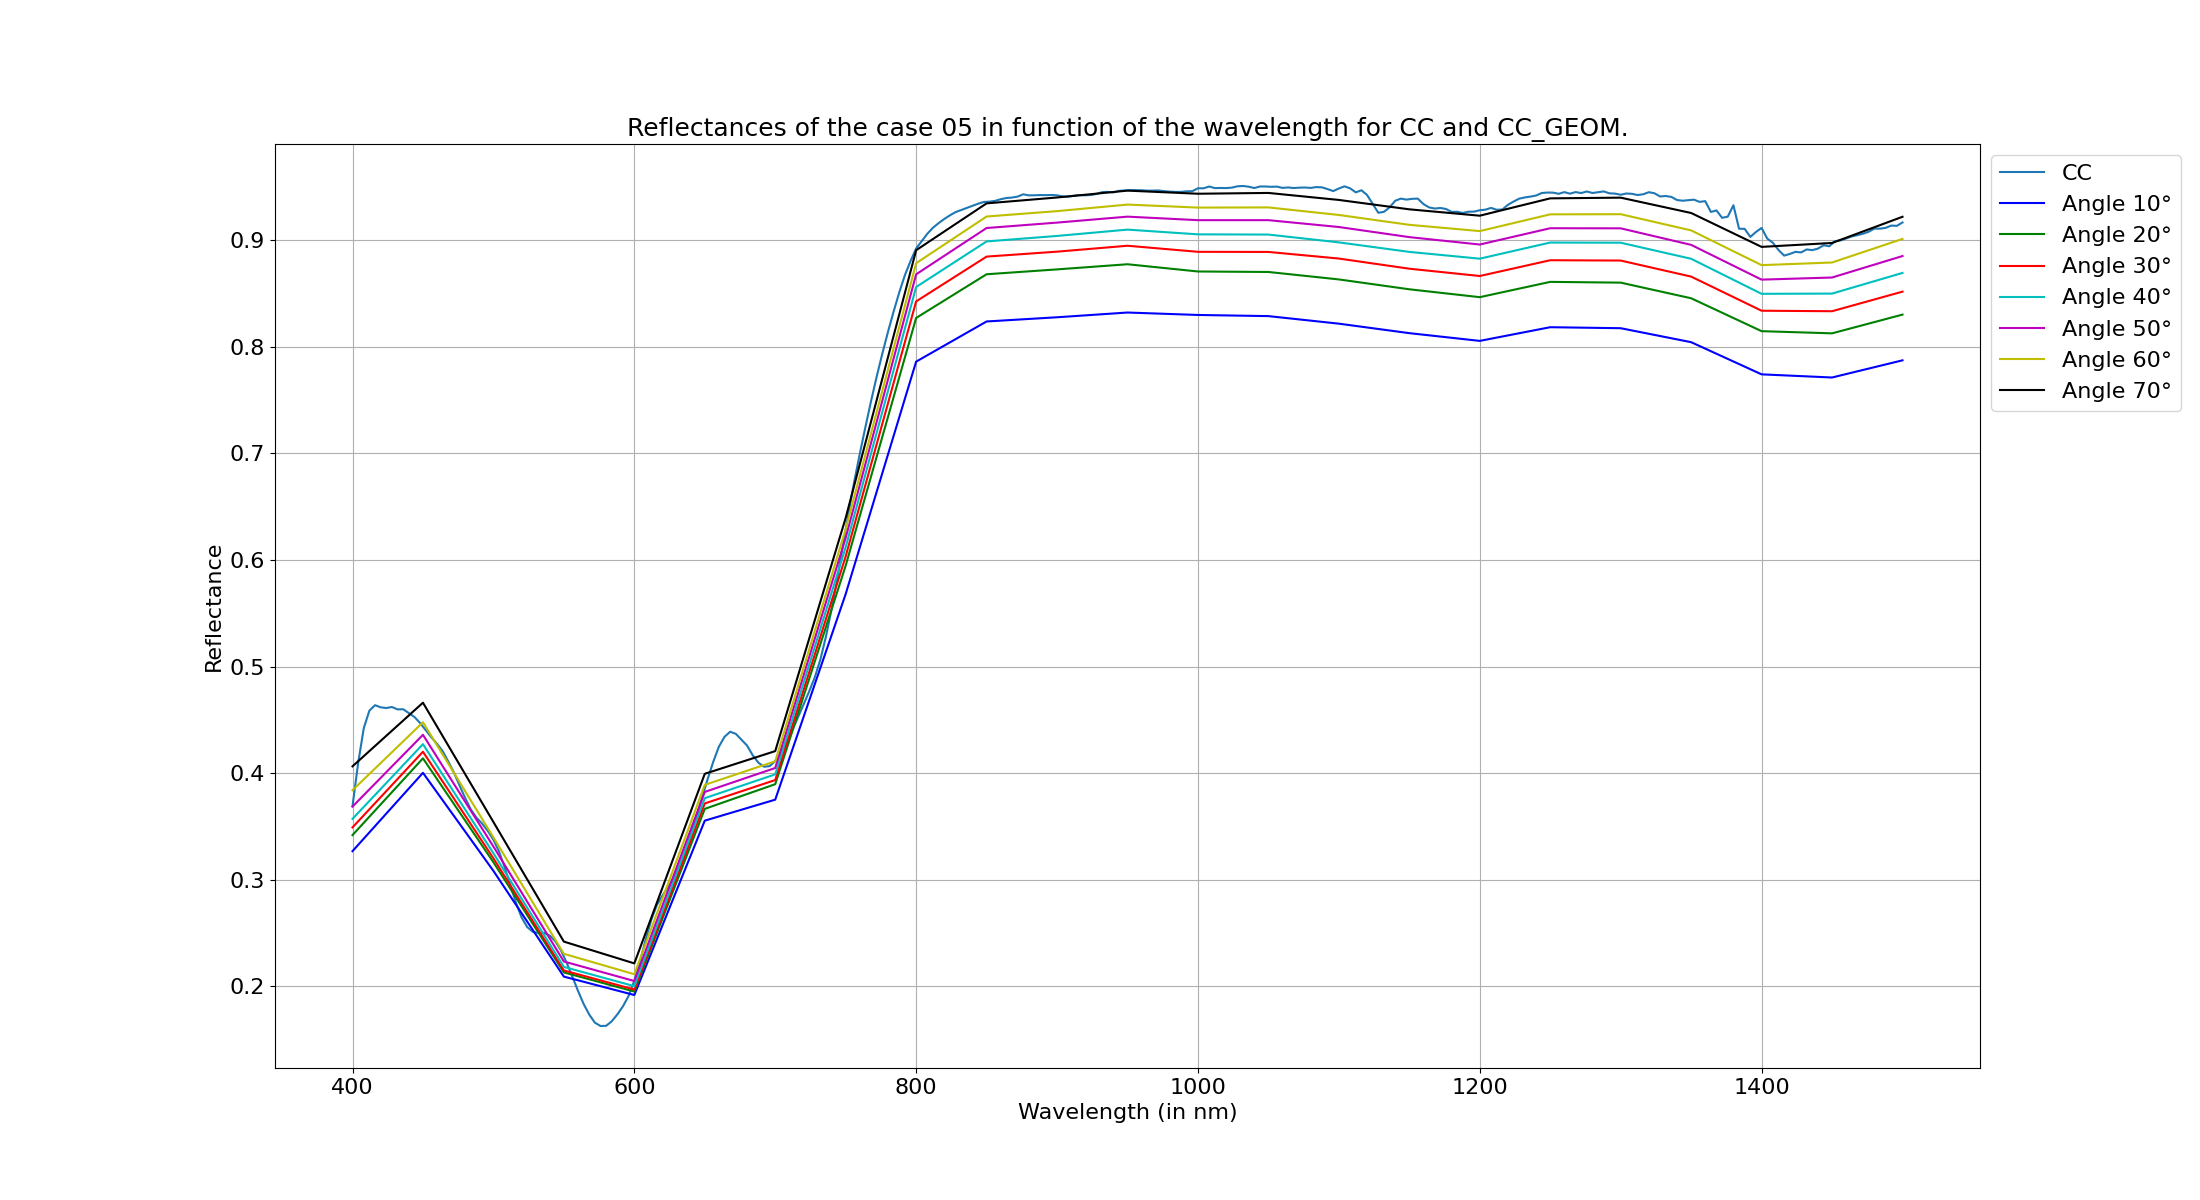 Reflectances of the case 05 in function of the wavelength for CC and CC_GEOM.
CC
Angle 10°
Angle 20°
Angle 30°
Angle 40°
Angle 50°
Angle 60°
Angle 70°
0.9
0.8
0.7
0.6
0.5
0.4
0.3
0.2
Reflectance
400 600 800 1000 1200 1400
Wavelength (in nm)